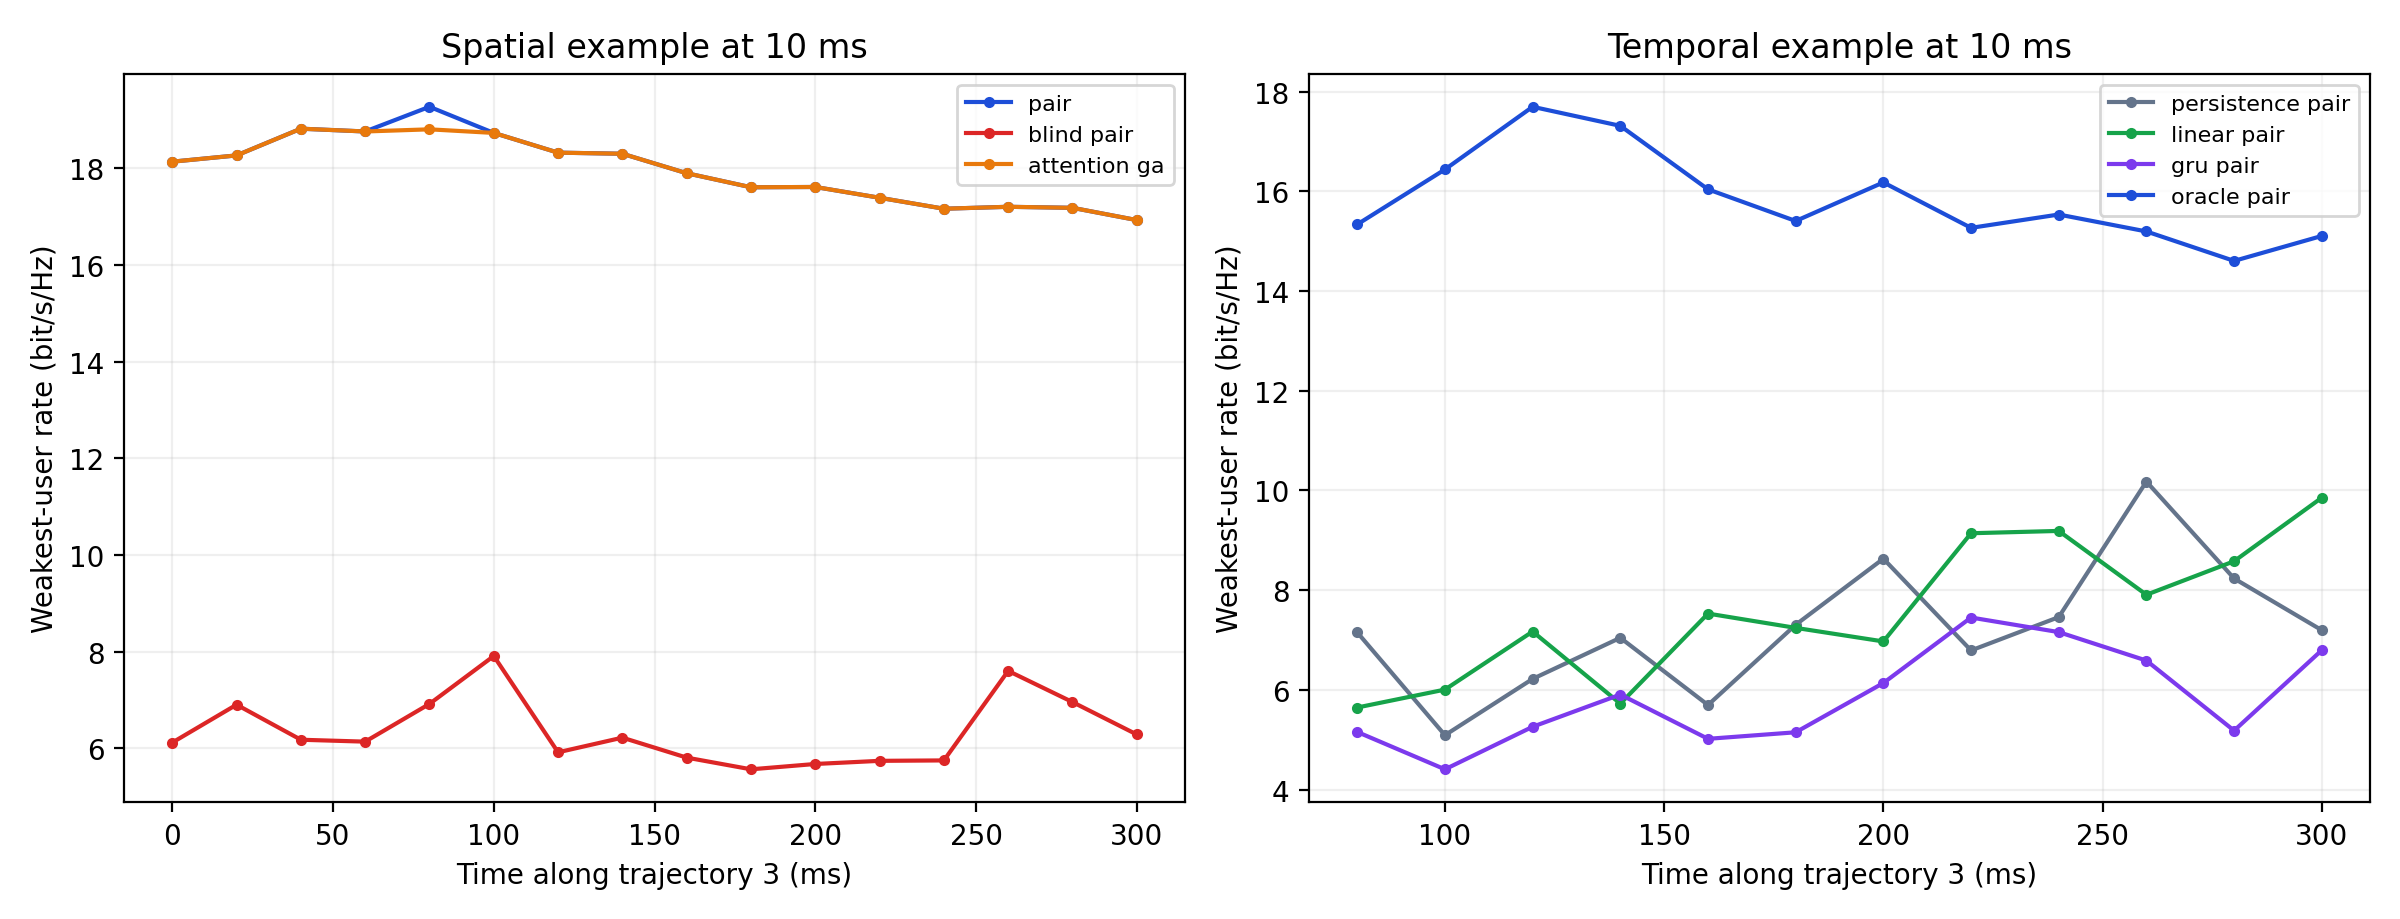 Spatial example at 10 ms
Weakest-user rate (bit/s/Hz)
18
16
14
12
10
8
6
pair
blind pair
attention ga
0 50 100 150 200 250 300
Time along trajectory 3 (ms)
Temporal example at 10 ms
Weakest-user rate (bit/s/Hz)
18
16
14
12
10
8
6
4
persistence pair
linear pair
gru pair
oracle pair
100 150 200 250 300
Time along trajectory 3 (ms)